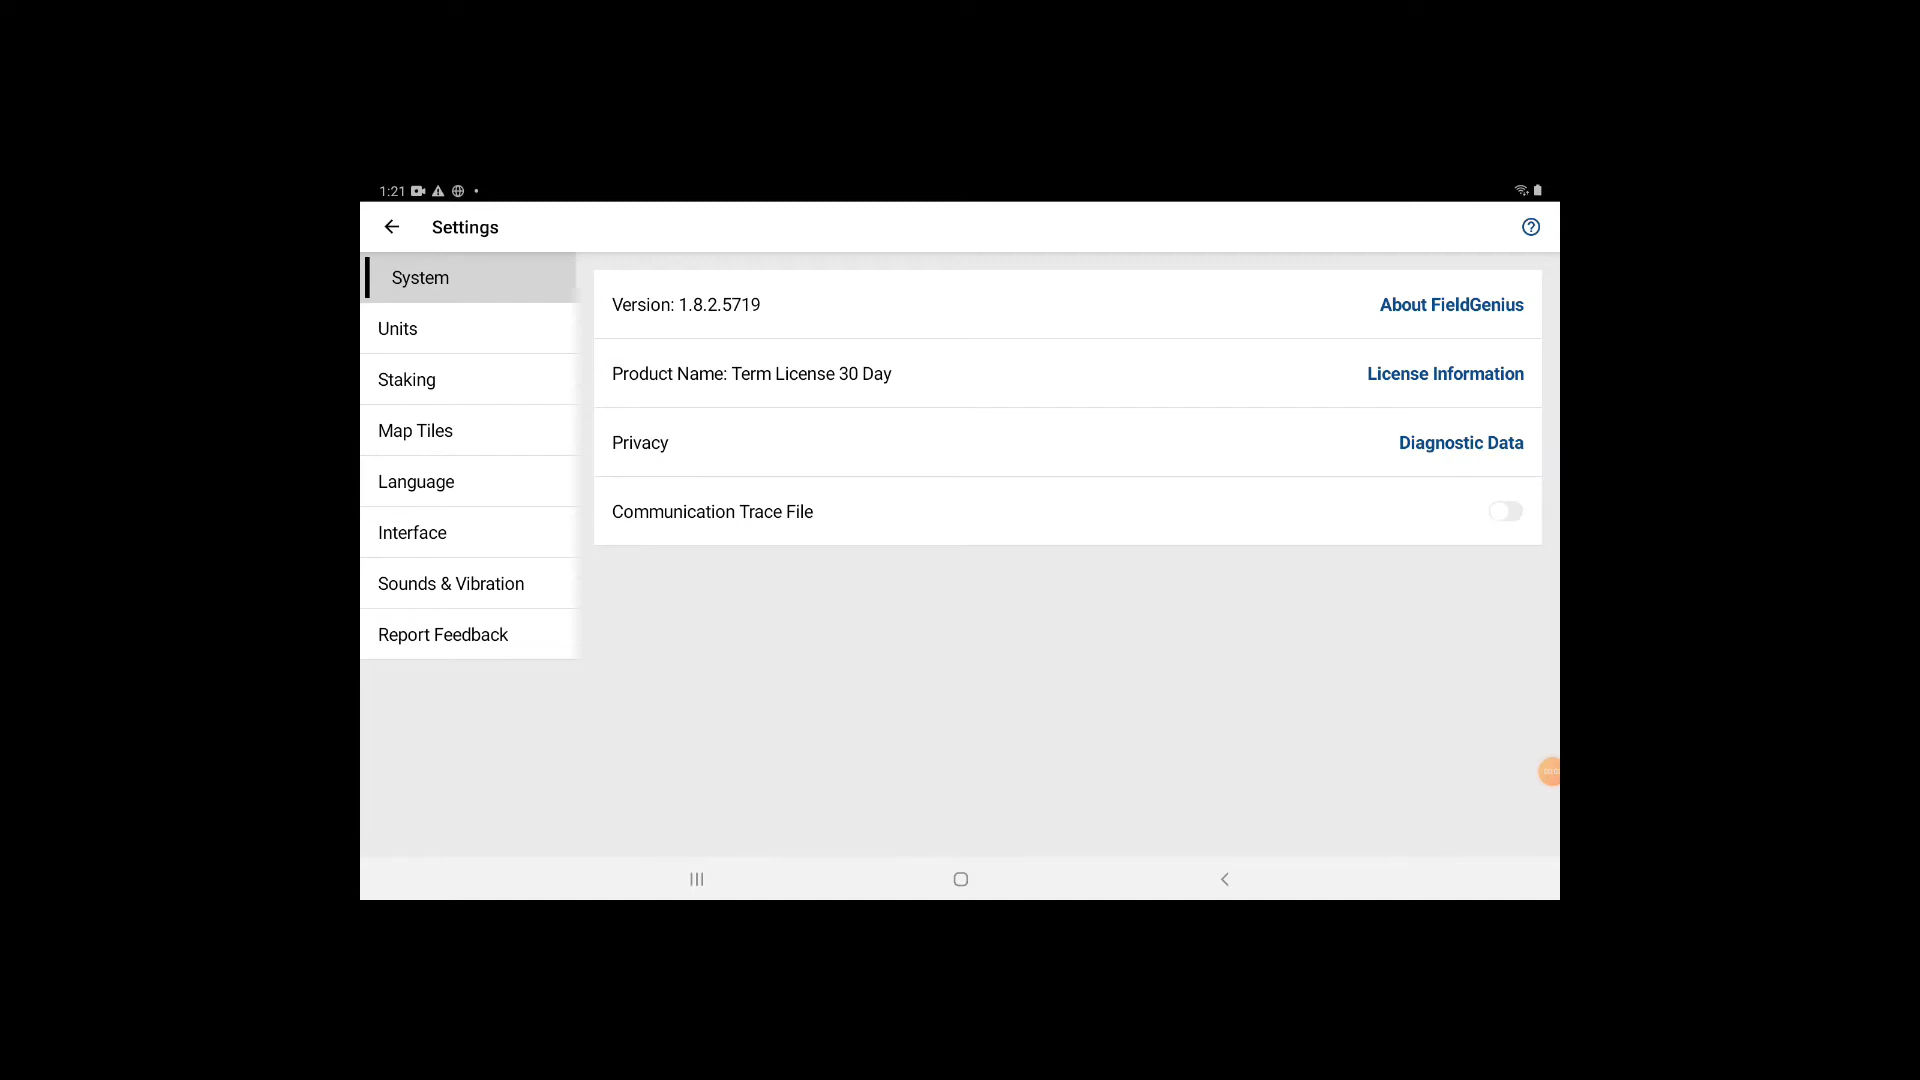 1:21
Settings
System
Units
Staking
Map Tiles
Language
Interface
Sounds & Vibration
Report Feedback
Version: 1.8.2.5719
About FieldGenius
Product Name: Term License 30 Day
License Information
Privacy
Diagnostic Data
Communication Trace File